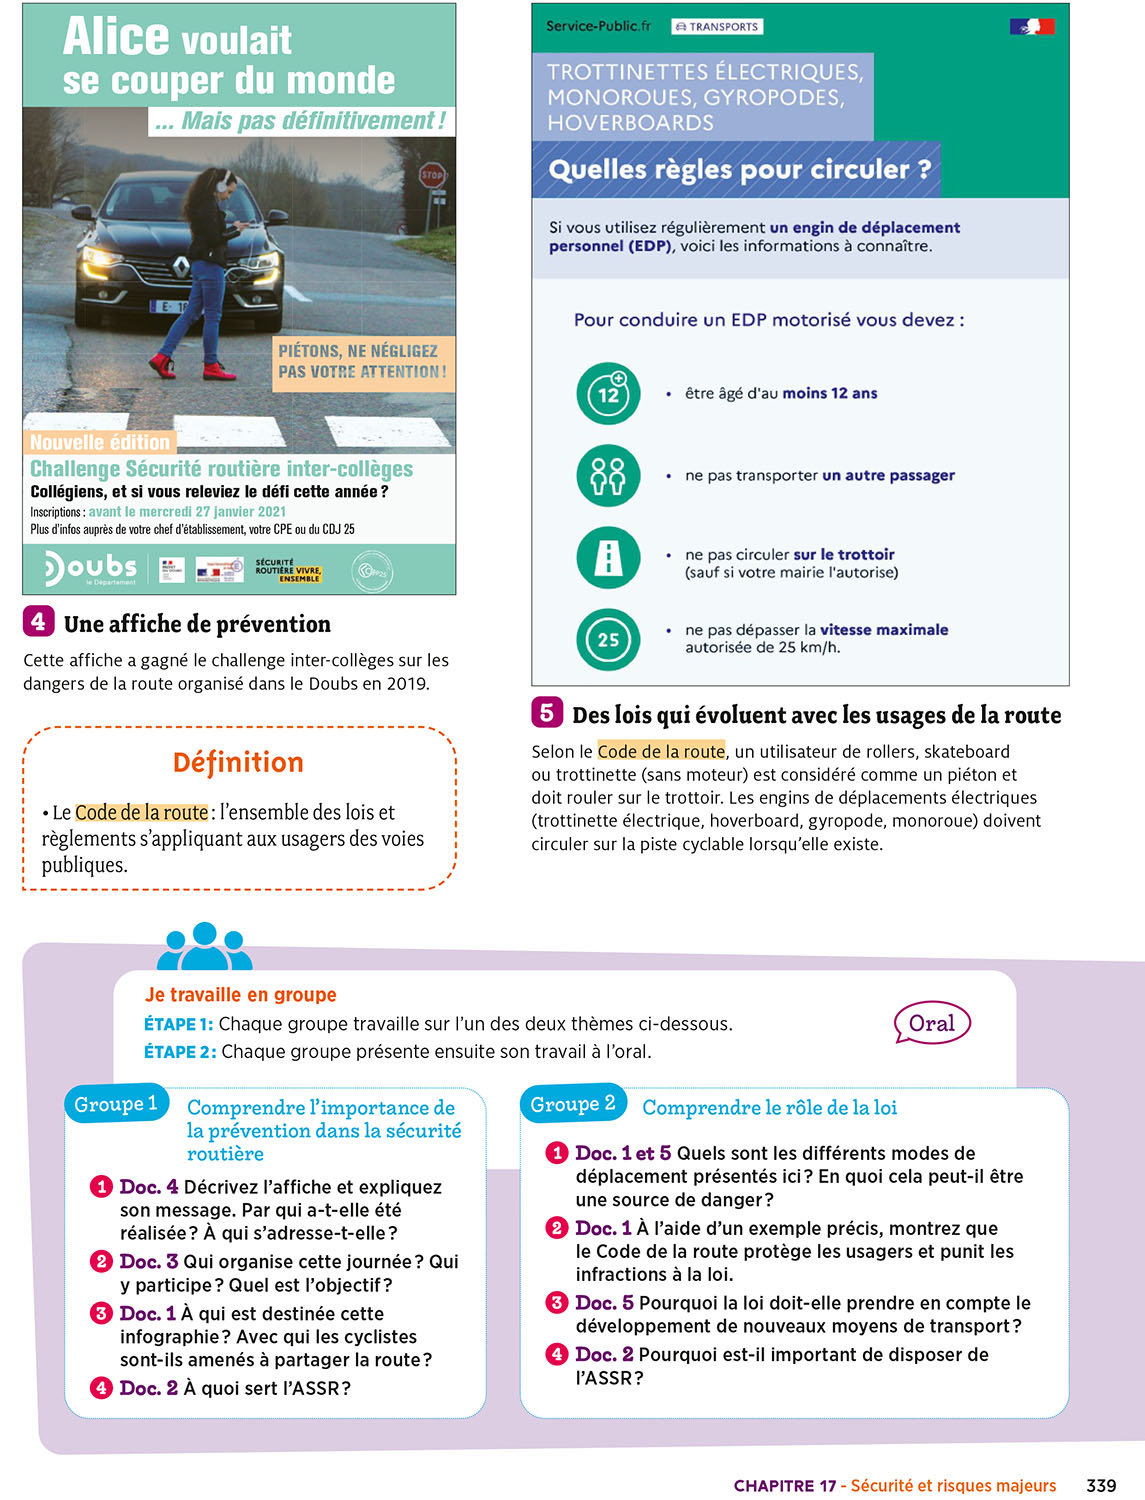 Alice voulait
se couper du monde
... Mais pas définitivement !
STOP
PIÉTONS, NE NÉGLIGEZ
PAS VOTRE ATTENTION !
Nouvelle édition
Challenge Sécurité routière inter-collèges
Collégiens, et si vous releviez le défi cette année ?
Inscriptions : avant le mercredi 27 janvier 2021
Plus d'infos auprès de votre chef d'établissement, votre CPE ou du CDJ 25
Doubs
le Département
SÉCURITÉ
ROUTIÈRE VIVRE,
ENSEMBLE
4 Une affiche de prévention
Cette affiche a gagné le challenge inter-collèges sur les
dangers de la route organisé dans le Doubs en 2019.
Définition
• Le Code de la route : l'ensemble des lois et
règlements s'appliquant aux usagers des voies
publiques.
Service-Public.fr
TRANSPORTS
TROTTINETTES ÉLECTRIQUES,
MONOROUES, GYROPODES,
HOVERBOARDS
Quelles règles pour circuler ?
Si vous utilisez régulièrement un engin de déplacement
personnel (EDP), voici les informations à connaître.
Pour conduire un EDP motorisé vous devez :
12+
• être âgé d'au moins 12 ans
• ne pas transporter un autre passager
• ne pas circuler sur le trottoir
(sauf si votre mairie l'autorise)
25
• ne pas dépasser la vitesse maximale
autorisée de 25 km/h.
5 Des lois qui évoluent avec les usages de la route
Selon le Code de la route, un utilisateur de rollers, skateboard
ou trottinette (sans moteur) est considéré comme un piéton et
doit rouler sur le trottoir. Les engins de déplacements électriques
(trottinette électrique, hoverboard, gyropode, monoroue) doivent
circuler sur la piste cyclable lorsqu'elle existe.
Je travaille en groupe
ÉTAPE 1 : Chaque groupe travaille sur l'un des deux thèmes ci-dessous.
ÉTAPE 2 : Chaque groupe présente ensuite son travail à l'oral.
Oral
Groupe 1
Comprendre l'importance de
la prévention dans la sécurité
routière
1 Doc. 4 Décrivez l'affiche et expliquez
son message. Par qui a-t-elle été
réalisée ? À qui s'adresse-t-elle ?
2 Doc. 3 Qui organise cette journée ? Qui
y participe ? Quel est l'objectif ?
3 Doc. 1 À qui est destinée cette
infographie ? Avec qui les cyclistes
sont-ils amenés à partager la route ?
4 Doc. 2 À quoi sert l'ASSR ?
Groupe 2
Comprendre le rôle de la loi
1 Doc. 1 et 5 Quels sont les différents modes de
déplacement présentés ici ? En quoi cela peut-il être
une source de danger ?
2 Doc. 1 À l'aide d'un exemple précis, montrez que
le Code de la route protège les usagers et punit les
infractions à la loi.
3 Doc. 5 Pourquoi la loi doit-elle prendre en compte le
développement de nouveaux moyens de transport ?
4 Doc. 2 Pourquoi est-il important de disposer de
l'ASSR ?
CHAPITRE 17 - Sécurité et risques majeurs 339